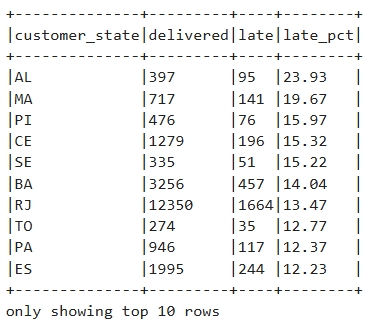 +--------------+---------+----+--------+
|customer_state|delivered|late|late_pct|
+--------------+---------+----+--------+
|AL            |397      |95  |23.93   |
|MA            |717      |141 |19.67   |
|PI            |476      |76  |15.97   |
|CE            |1279     |196 |15.32   |
|SE            |335      |51  |15.22   |
|BA            |3256     |457 |14.04   |
|RJ            |12350    |1664|13.47   |
|TO            |274      |35  |12.77   |
|PA            |946      |117 |12.37   |
|ES            |1995     |244 |12.23   |
+--------------+---------+----+--------+
only showing top 10 rows